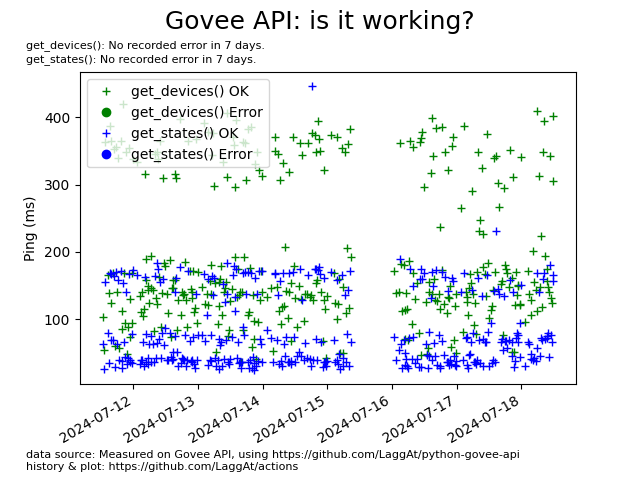 Govee API: is it working?
get_devices(): No recorded error in 7 days.
get_states(): No recorded error in 7 days.
get_devices() OK
get_devices() Error
get_states() OK
get_states() Error
Ping (ms)
400
300
200
100
2024-07-12
2024-07-13
2024-07-14
2024-07-15
2024-07-16
2024-07-17
2024-07-18
data source: Measured on Govee API, using https://github.com/LaggAt/python-govee-api
history & plot: https://github.com/LaggAt/actions